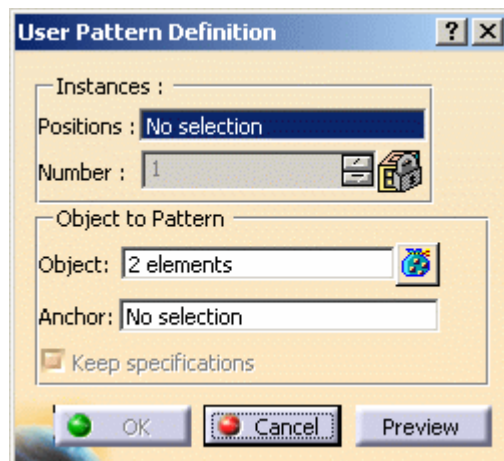 User Pattern Definition
Instances :
Positions : No selection
Number : 1
Object to Pattern
Object: 2 elements
Anchor: No selection
Keep specifications
OK Cancel Preview